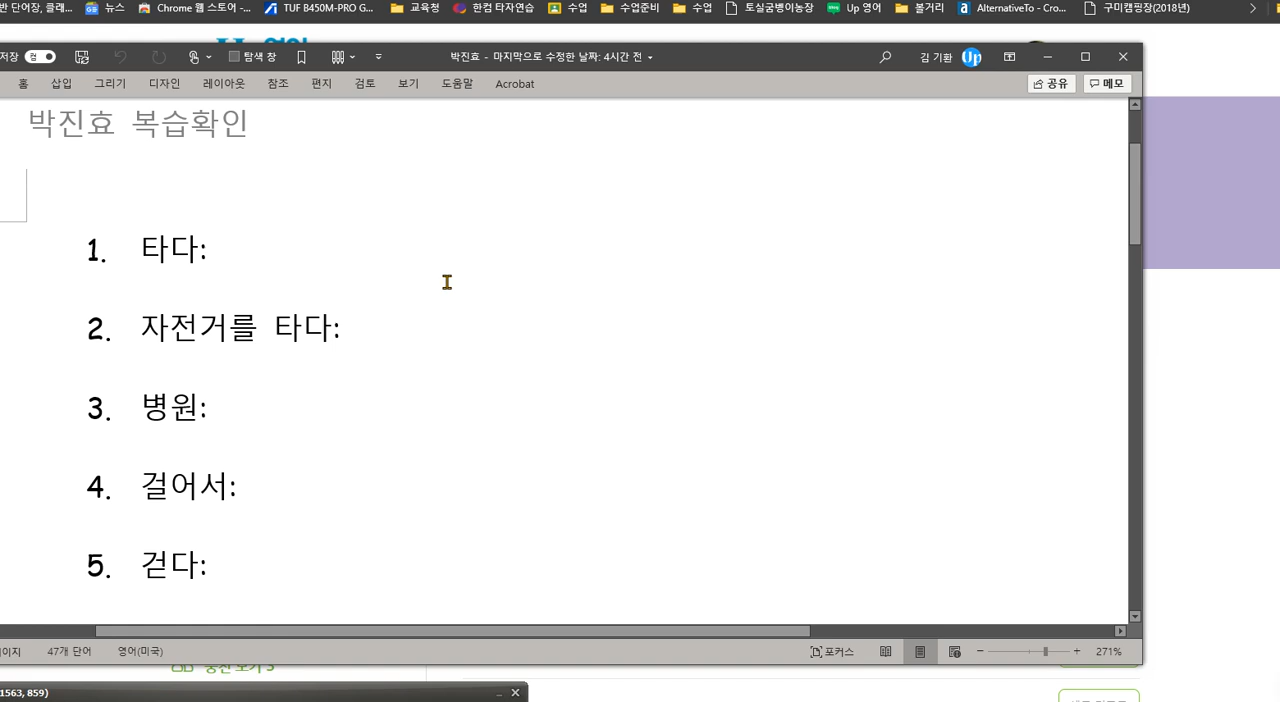 반 단어장, 클래... 뉴스 Chrome 웹 스토어 -... TUF B450M-PRO G... 교육청 한컴 타자연습 수업 수업준비 수업 토실굼벵이농장 Up 영어 볼거리 AlternativeTo - Cro... 구미캠핑장(2018년)
저장 탐색 창 박진효 - 마지막으로 수정한 날짜: 4시간 전 김 기환 Up
홈 삽입 그리기 디자인 레이아웃 참조 편지 검토 보기 도움말 Acrobat 공유 메모
박진효 복습확인
1. 타다:
2. 자전거를 타다:
3. 병원:
4. 걸어서:
5. 걷다:
47개 단어 영어(미국) 포커스 271%
1563, 859)